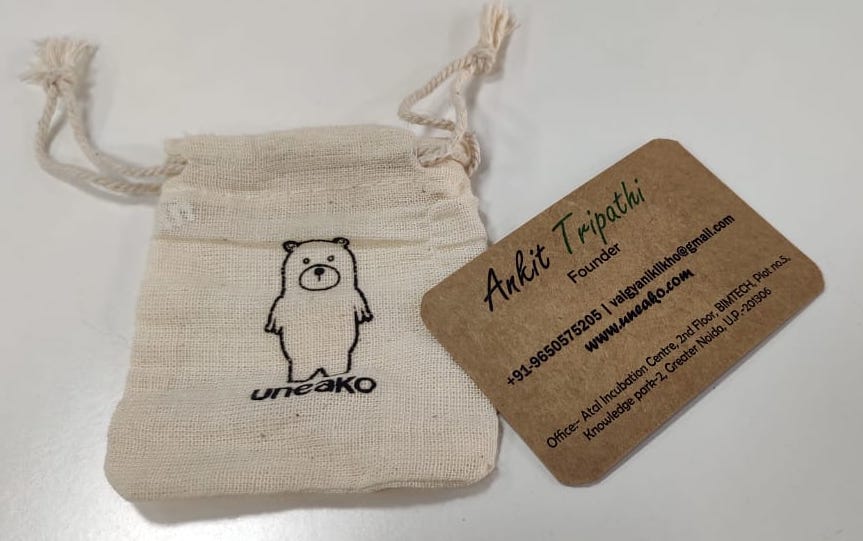 uneaKO
Ankit Tripathi
Founder
+91-9650575205 | vaigyaniklikho@gmail.com
www.uneako.com
Office:- Atal Incubation Centre, 2nd Floor, BIMTECH, Plot no.5,
Knowledge park-2, Greater Noida, U.P.-201306